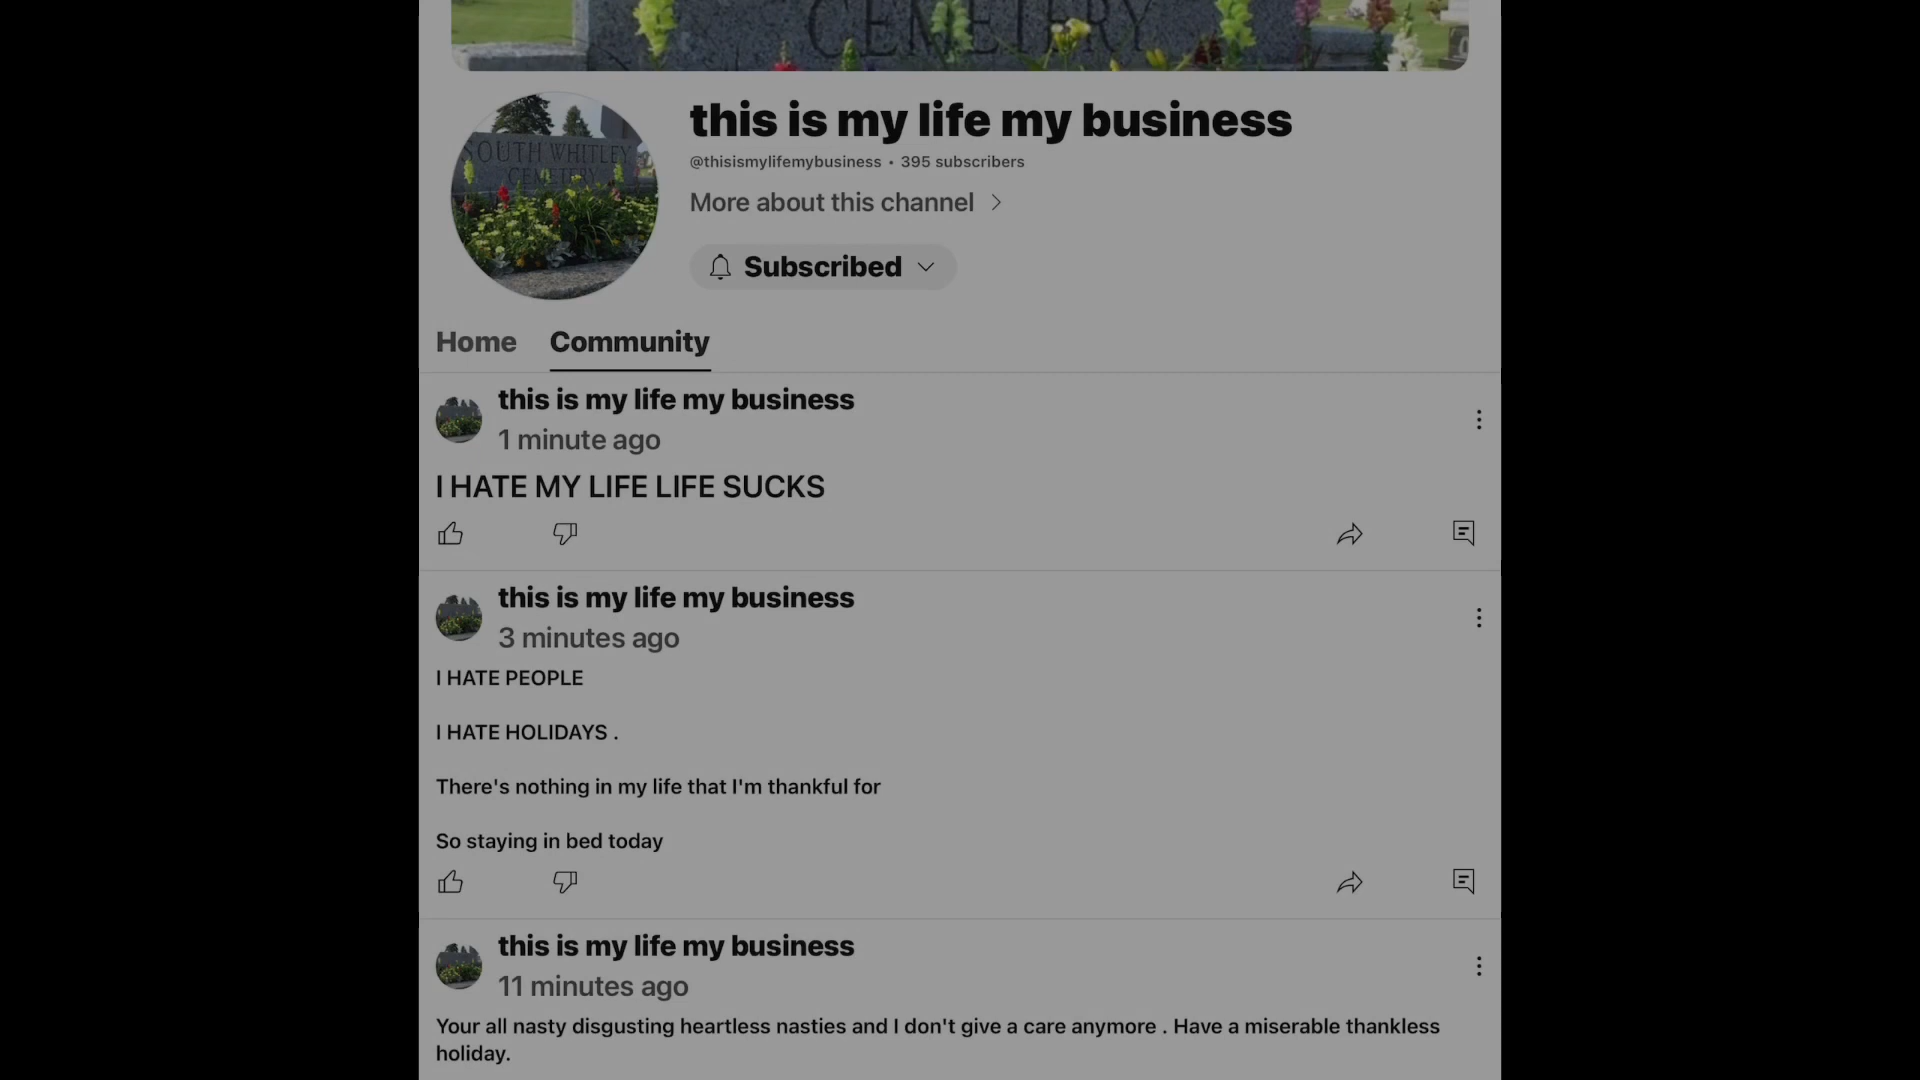 CEMETERY
SOUTH WHITLEY
CEMETERY
this is my life my business
@thisismylifemybusiness • 395 subscribers
More about this channel
Subscribed
Home Community
this is my life my business
1 minute ago
I HATE MY LIFE LIFE SUCKS
this is my life my business
3 minutes ago
I HATE PEOPLE
I HATE HOLIDAYS .
There's nothing in my life that I'm thankful for
So staying in bed today
this is my life my business
11 minutes ago
Your all nasty disgusting heartless nasties and I don't give a care anymore . Have a miserable thankless
holiday.